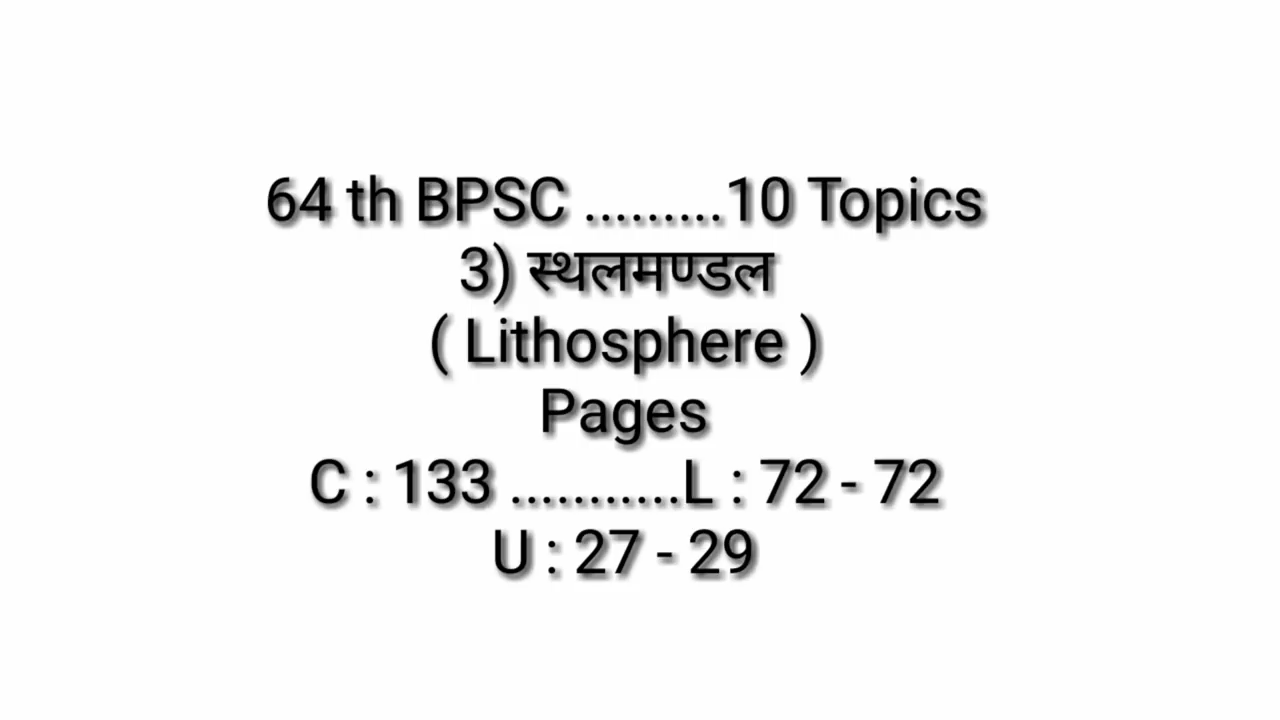 64 th BPSC .........10 Topics
3) स्थलमण्डल
( Lithosphere )
Pages
C : 133 ...........L : 72 - 72
U : 27 - 29